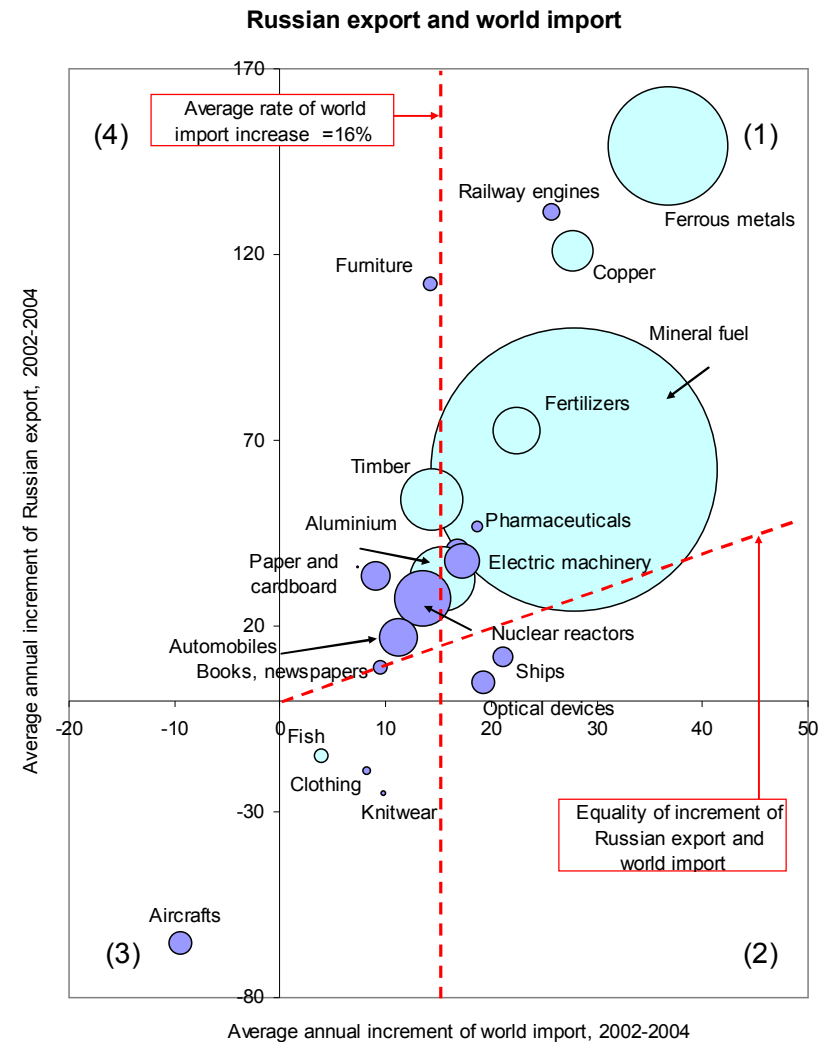 Russian export and world import
170
Average rate of world
import increase =16%
(4)
(1)
Railway engines
Ferrous metals
120
Furniture
Copper
Mineral fuel
Average annual increment of Russian export, 2002-2004
70
Fertilizers
Timber
Aluminium
Pharmaceuticals
Paper and
cardboard
Electric machinery
20
Nuclear reactors
Automobiles
Books, newspapers
Ships
Optical devices
-20
-10
0
10
20
30
40
50
Fish
Clothing
Knitwear
-30
Equality of increment of
Russian export and
world import
Aircrafts
(3)
(2)
-80
Average annual increment of world import, 2002-2004